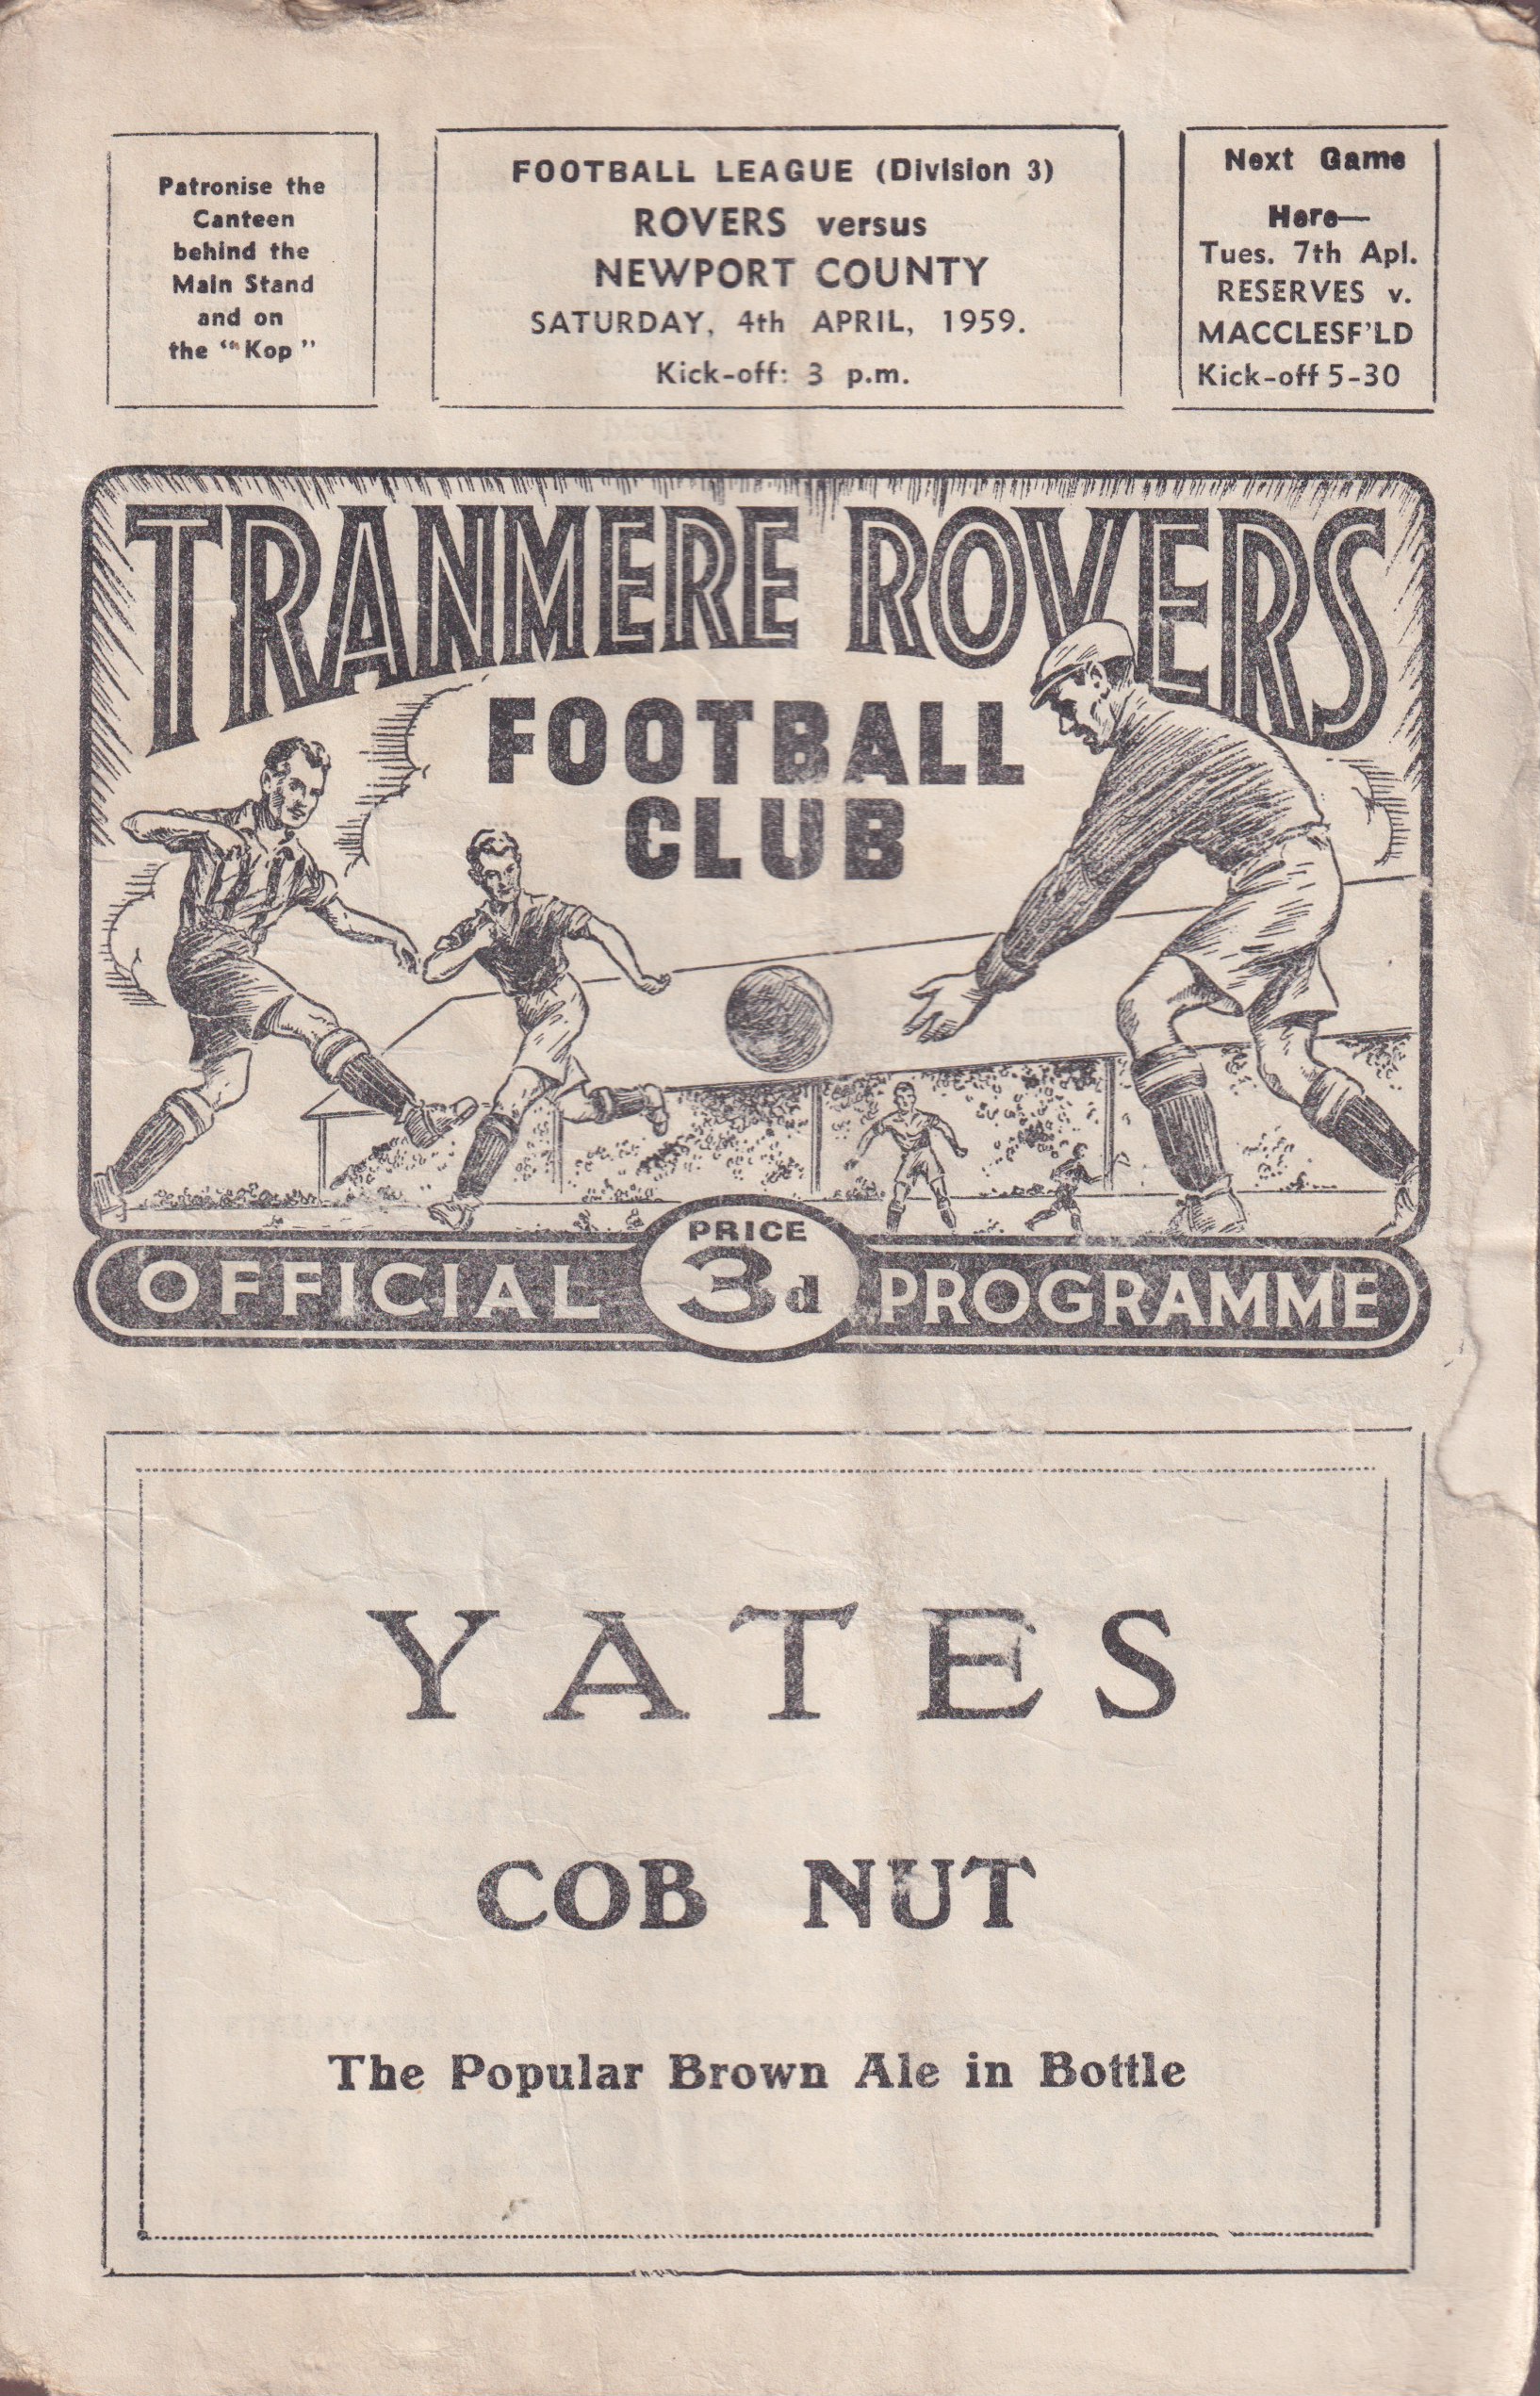 Patronise the
Canteen
behind the
Main Stand
and on
the "Kop"
FOOTBALL LEAGUE (Division 3)
ROVERS versus
NEWPORT COUNTY
SATURDAY, 4th APRIL, 1959.
Kick-off: 3 p.m.
Next Game
Here—
Tues. 7th Apl.
RESERVES v.
MACCLESF'LD
Kick-off 5-30
TRANMERE ROVERS
FOOTBALL
CLUB
PRICE
3d
OFFICIAL PROGRAMME
YATES
COB NUT
The Popular Brown Ale in Bottle